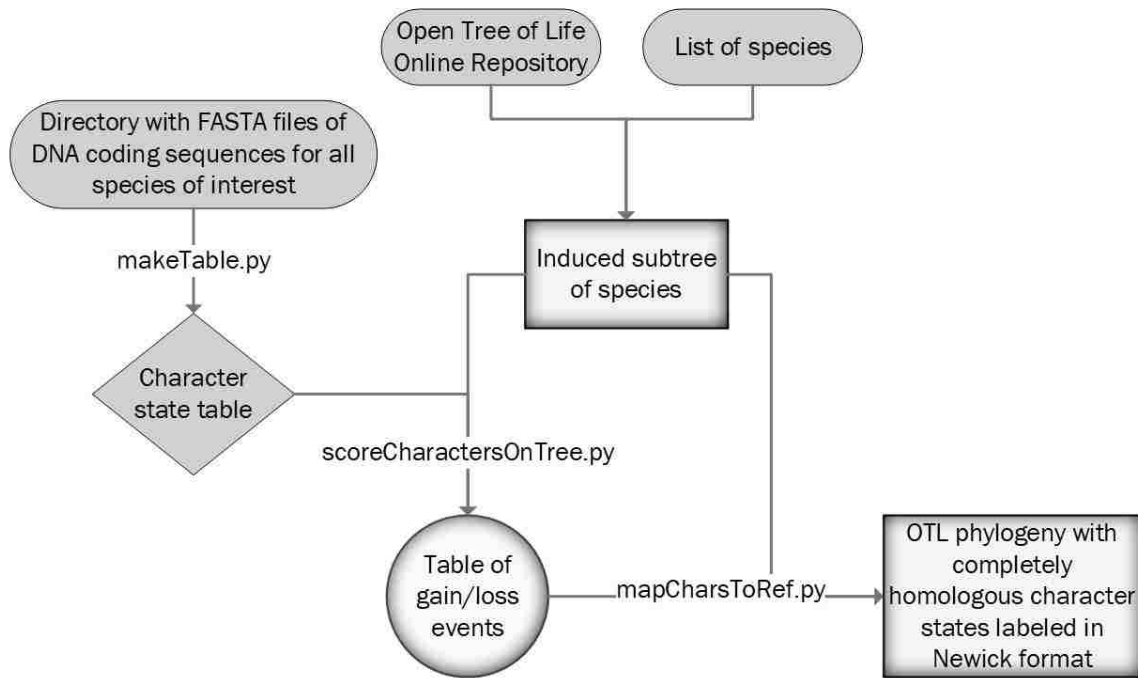 Open Tree of Life
Online Repository
List of species
Directory with FASTA files of
DNA coding sequences for all
species of interest
makeTable.py
Induced subtree
of species
Character
state table
scoreCharactersOnTree.py
Table of
gain/loss
events
mapCharsToRef.py
OTL phylogeny with
completely
homologous character
states labeled in
Newick format